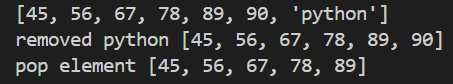 [45, 56, 67, 78, 89, 90, 'python']
removed python [45, 56, 67, 78, 89, 90]
pop element [45, 56, 67, 78, 89]